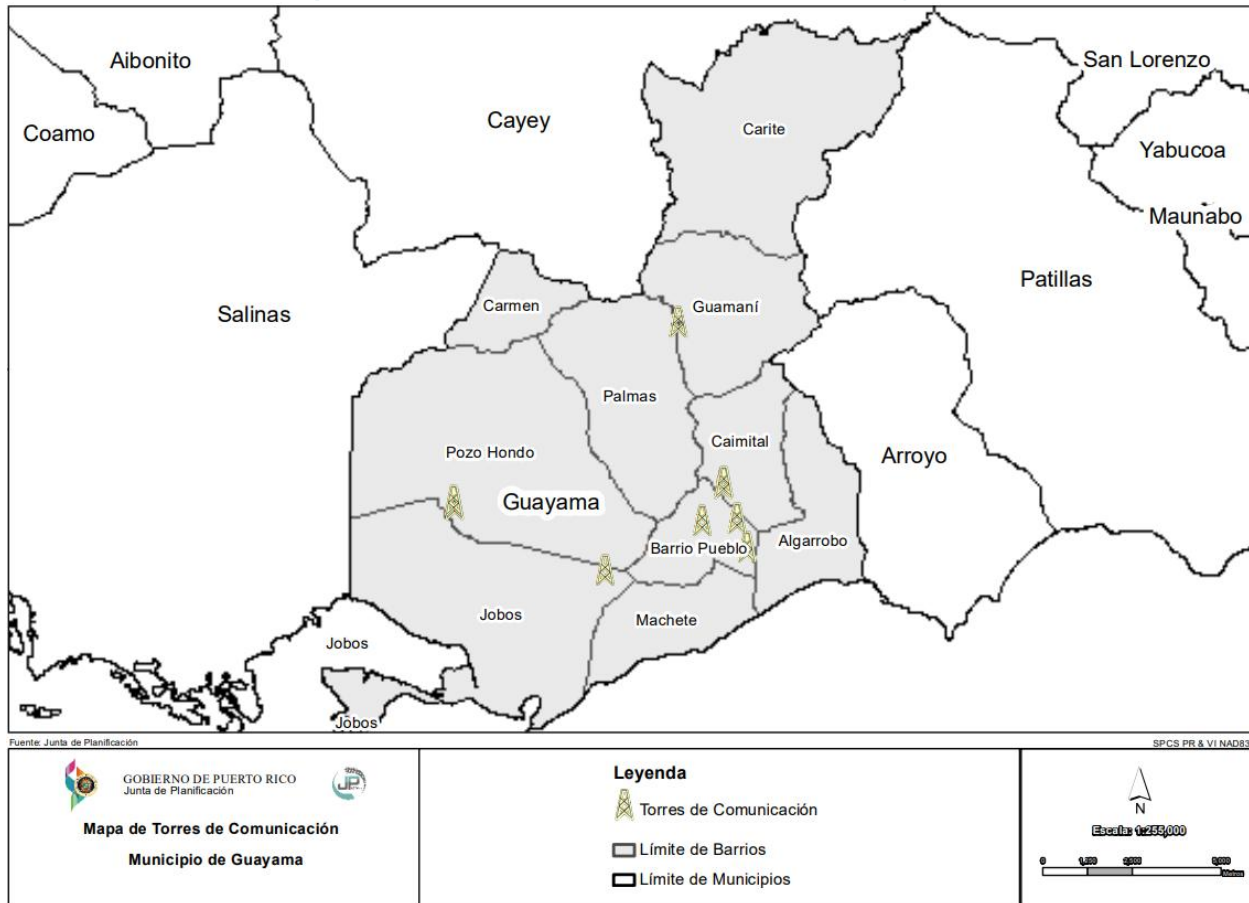 San Lorenzo
Aibonito
Cayey
Carite
Coamo
Yabucoa
Maunabo
Patillas
Carmen
Guamaní
Salinas
Palmas
Caimital
Pozo Hondo
Arroyo
Guayama
Barrio Pueblo
Algarrobo
Jobos
Machete
Jobos
Jobos
Fuente: Junta de Planificación
SPCS PR & VI NAD83
GOBIERNO DE PUERTO RICO
Junta de Planificación
JP
Mapa de Torres de Comunicación
Municipio de Guayama
Leyenda
Torres de Comunicación
Límite de Barrios
Límite de Municipios
N
Escala: 1:255,000
0
Metros